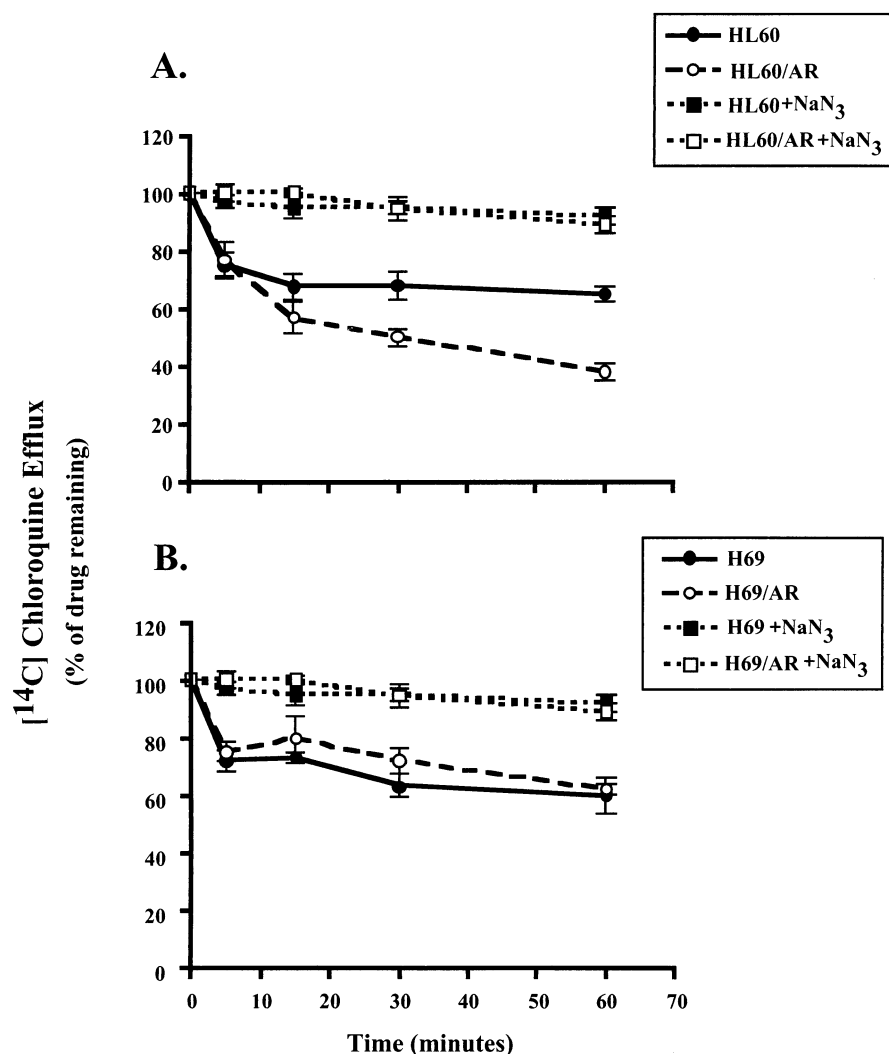 A.
HL60
HL60/AR
HL60+NaN3
HL60/AR+NaN3
120
100
80
60
40
20
0
[14C] Chloroquine Efflux
(% of drug remaining)
B.
H69
H69/AR
H69+NaN3
H69/AR+NaN3
120
100
80
60
40
20
0
0 10 20 30 40 50 60 70
Time (minutes)